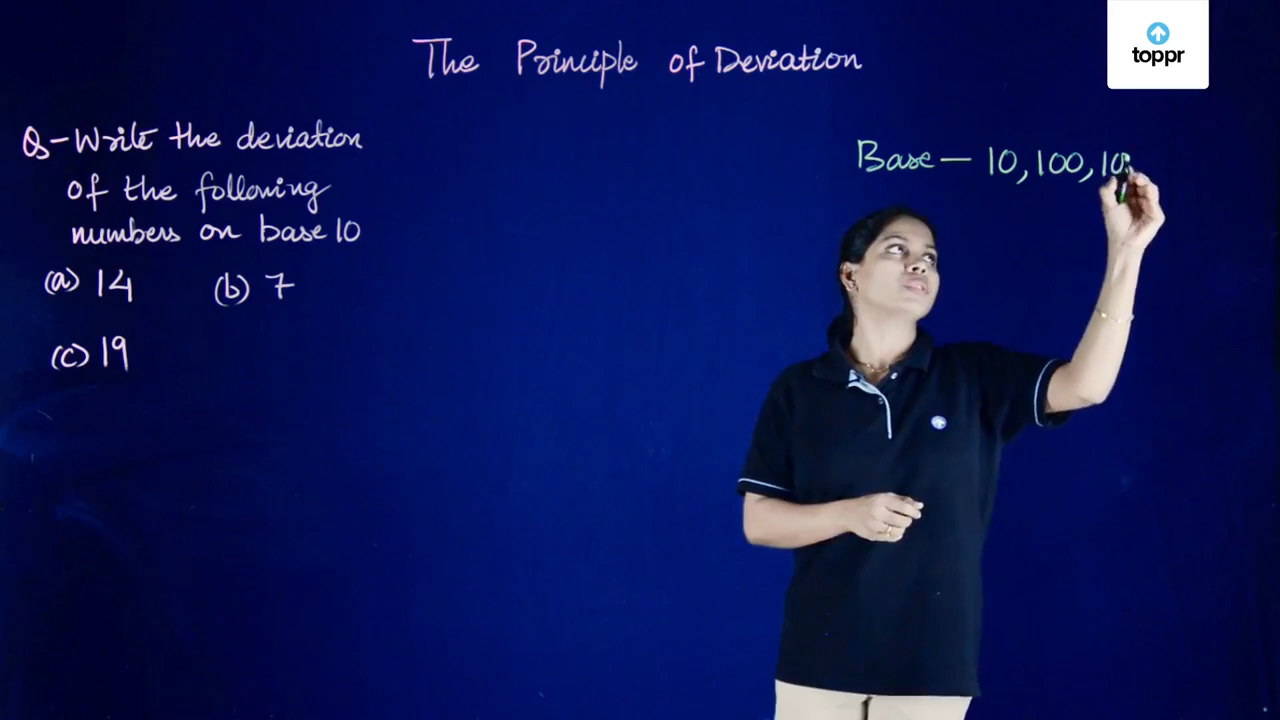 toppr
The Principle of Deviation
Q-Write the deviation
of the following
numbers on base 10
(a) 14 (b) 7
(c) 19
Base — 10, 100, 10